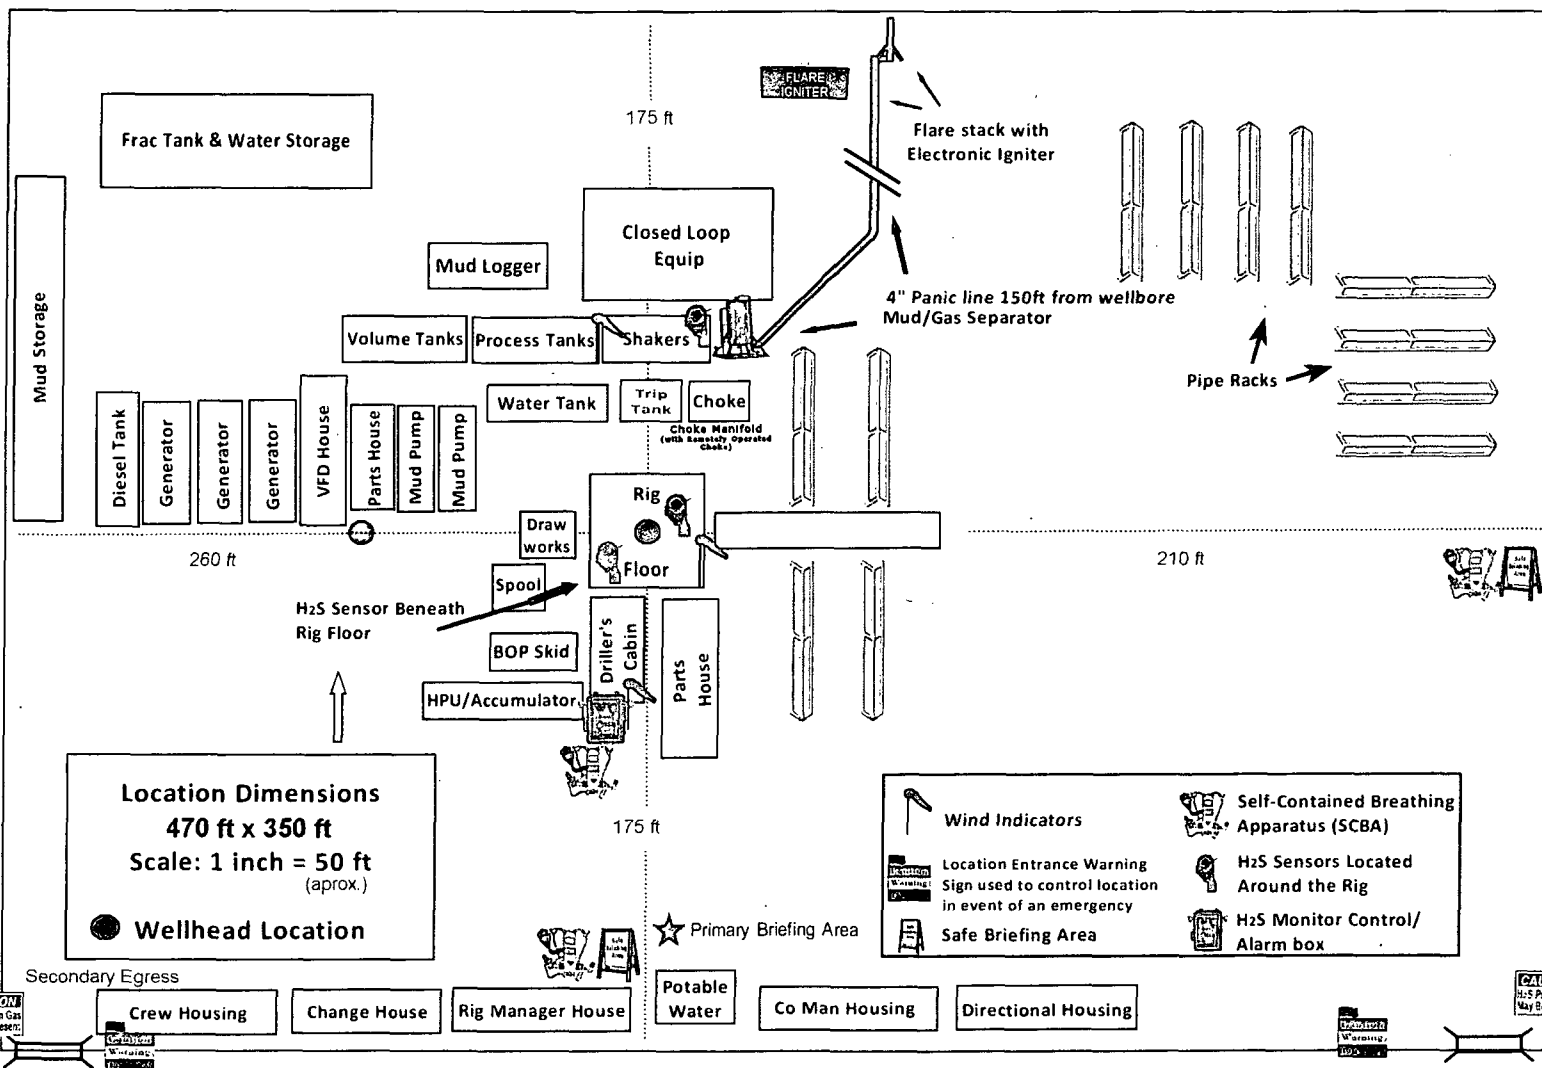 FLARE
IGNITER
175 ft
Flare stack with
Electronic Igniter
Frac Tank & Water Storage
Closed Loop
Equip
Mud Logger
4" Panic line 150ft from wellbore
Mud/Gas Separator
Mud Storage
Volume Tanks
Process Tanks
Shakers
Pipe Racks
Water Tank
Trip
Tank
Choke
Choke Manifold
(with Remotely Operated
Choke)
Diesel Tank
Generator
Generator
Generator
VFD House
Parts House
Mud Pump
Mud Pump
Rig
Floor
Draw
works
260 ft
210 ft
Safe
Briefing
Area
Spool
H2S Sensor Beneath
Rig Floor
BOP Skid
Driller's
Cabin
Parts
House
HPU/Accumulator
Location Dimensions
470 ft x 350 ft
Scale: 1 inch = 50 ft
(aprox.)
Wellhead Location
175 ft
Wind Indicators
Self-Contained Breathing
Apparatus (SCBA)
Location Entrance Warning
Sign used to control location
in event of an emergency
H2S Sensors Located
Around the Rig
Safe Briefing Area
H2S Monitor Control/
Alarm box
Primary Briefing Area
Secondary Egress
Crew Housing
Change House
Rig Manager House
Potable
Water
Co Man Housing
Directional Housing
Warning
Warning